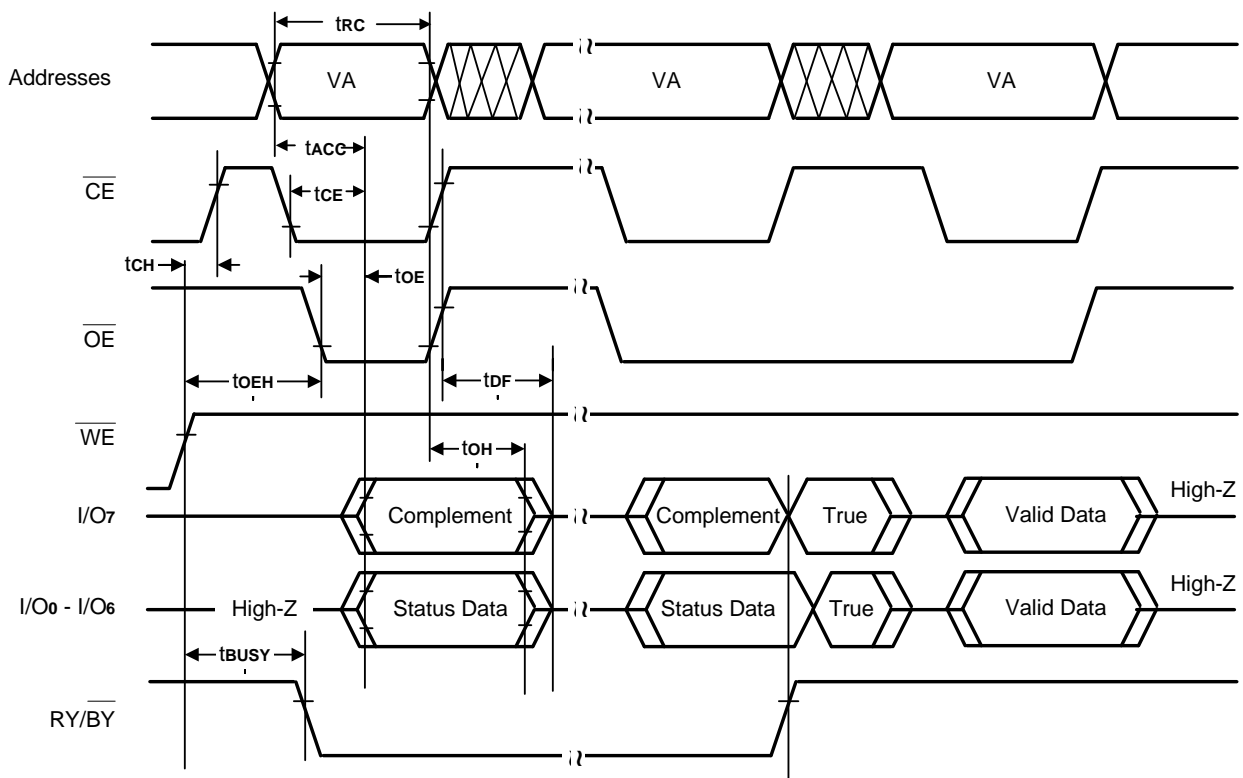 tRC
Addresses VA VA VA
tACC
CE tCE
tCH tOE
OE
tOEH tDF
WE
tOH
I/O7 Complement Complement True Valid Data High-Z
I/O0 - I/O6 High-Z Status Data Status Data True Valid Data High-Z
tBUSY
RY/BY